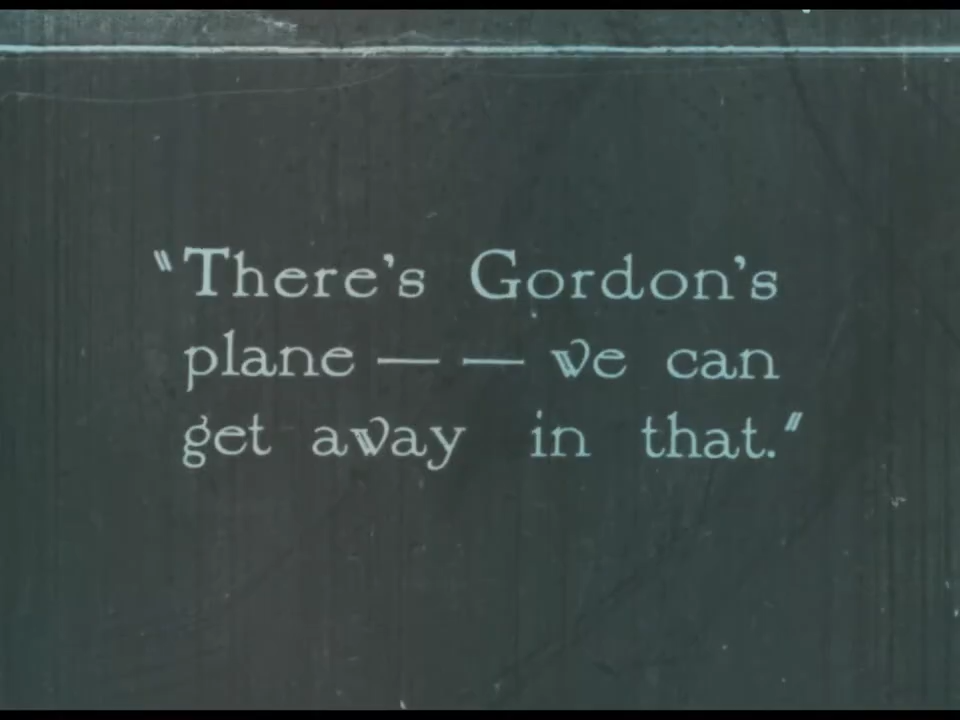 "There's Gordon's
plane — — we can
get away in that."